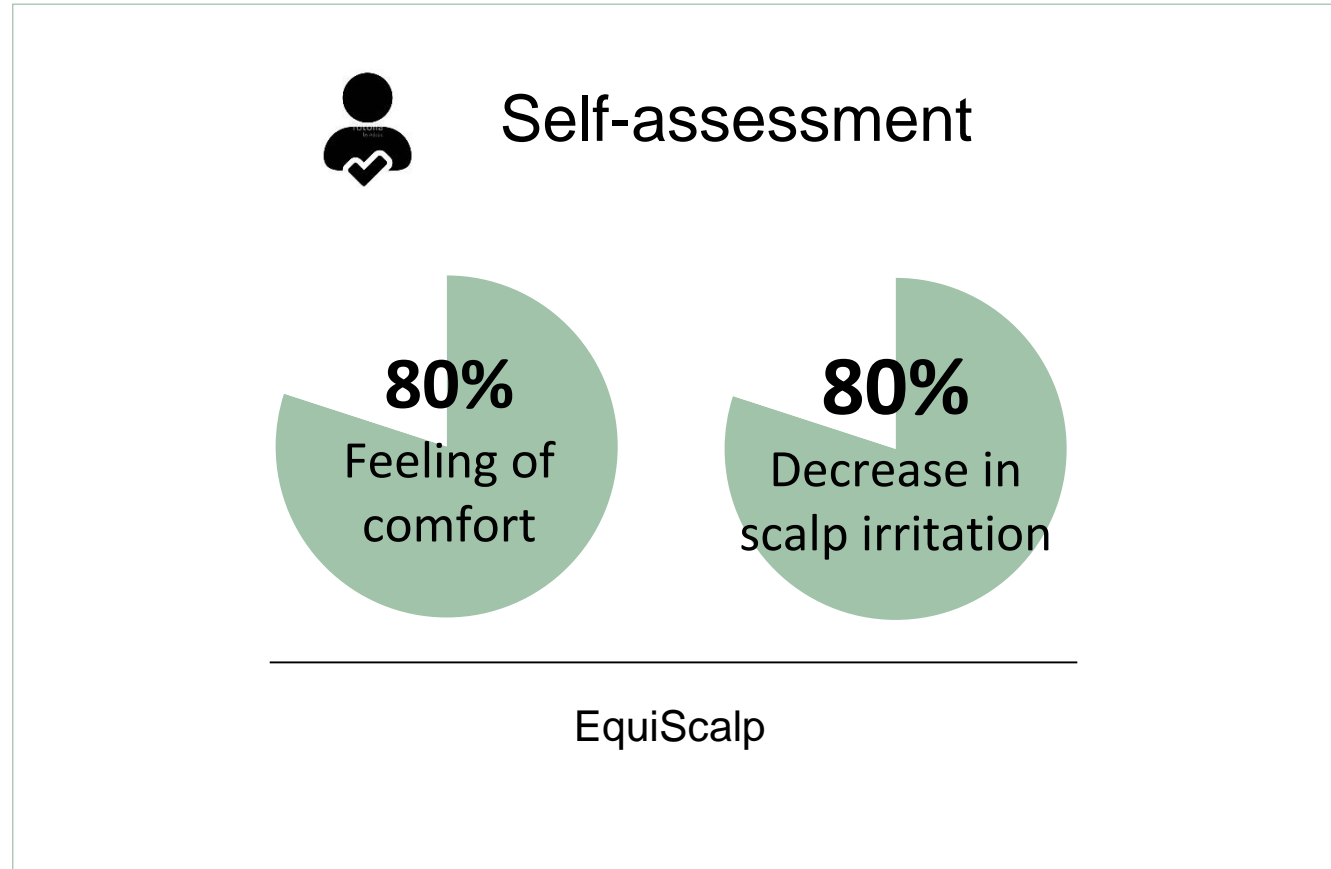 Self-assessment
80%
Feeling of
comfort
80%
Decrease in
scalp irritation
EquiScalp